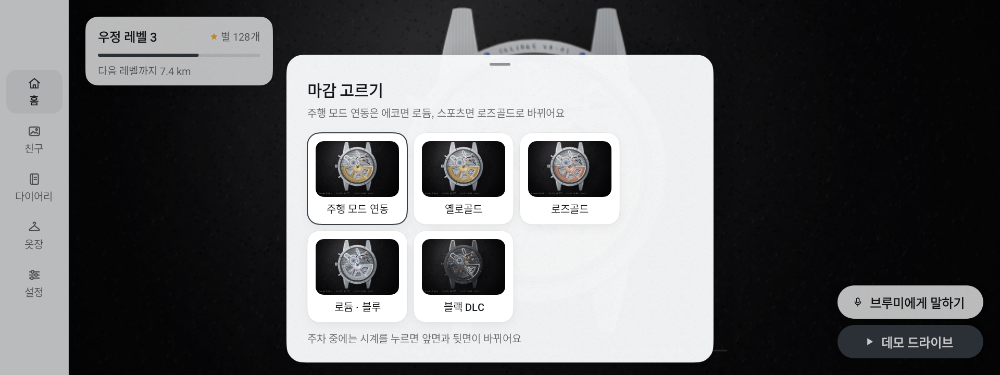 우정 레벨 3
★ 별 128개
다음 레벨까지 7.4 km
홈
친구
다이어리
옷장
설정
마감 고르기
주행 모드 연동은 에코면 로듐, 스포츠면 로즈골드로 바뀌어요
주행 모드 연동
옐로골드
로즈골드
로듐 · 블루
블랙 DLC
주차 중에는 시계를 누르면 앞면과 뒷면이 바뀌어요
브루미에게 말하기
데모 드라이브